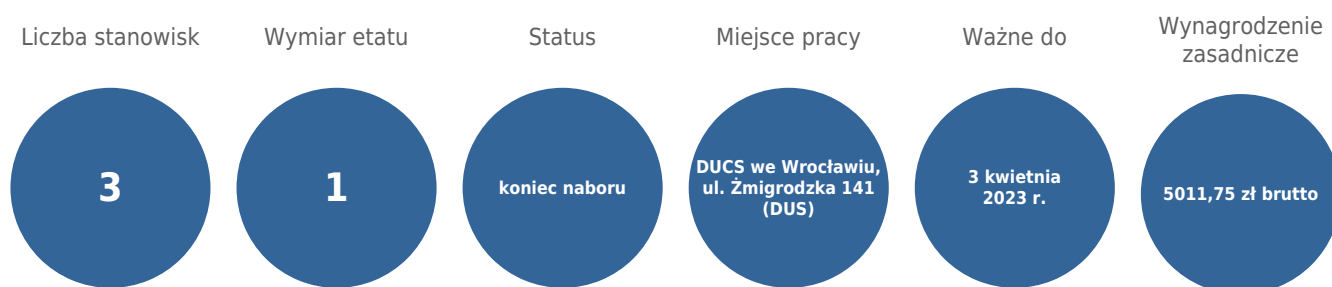 Liczba stanowisk
3
Wymiar etatu
1
Status
koniec naboru
Miejsce pracy
DUCS we Wrocławiu,
ul. Żmigrodzka 141
(DUS)
Ważne do
3 kwietnia
2023 r.
Wynagrodzenie
zasadnicze
5011,75 zł brutto